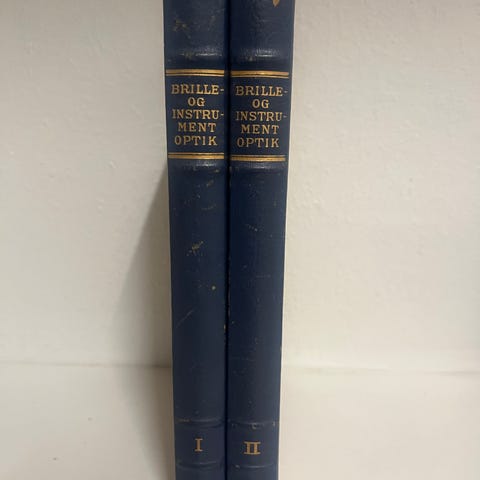 BRILLE-
OG
INSTRU-
MENT
OPTIK
I
BRILLE-
OG
INSTRU-
MENT
OPTIK
II